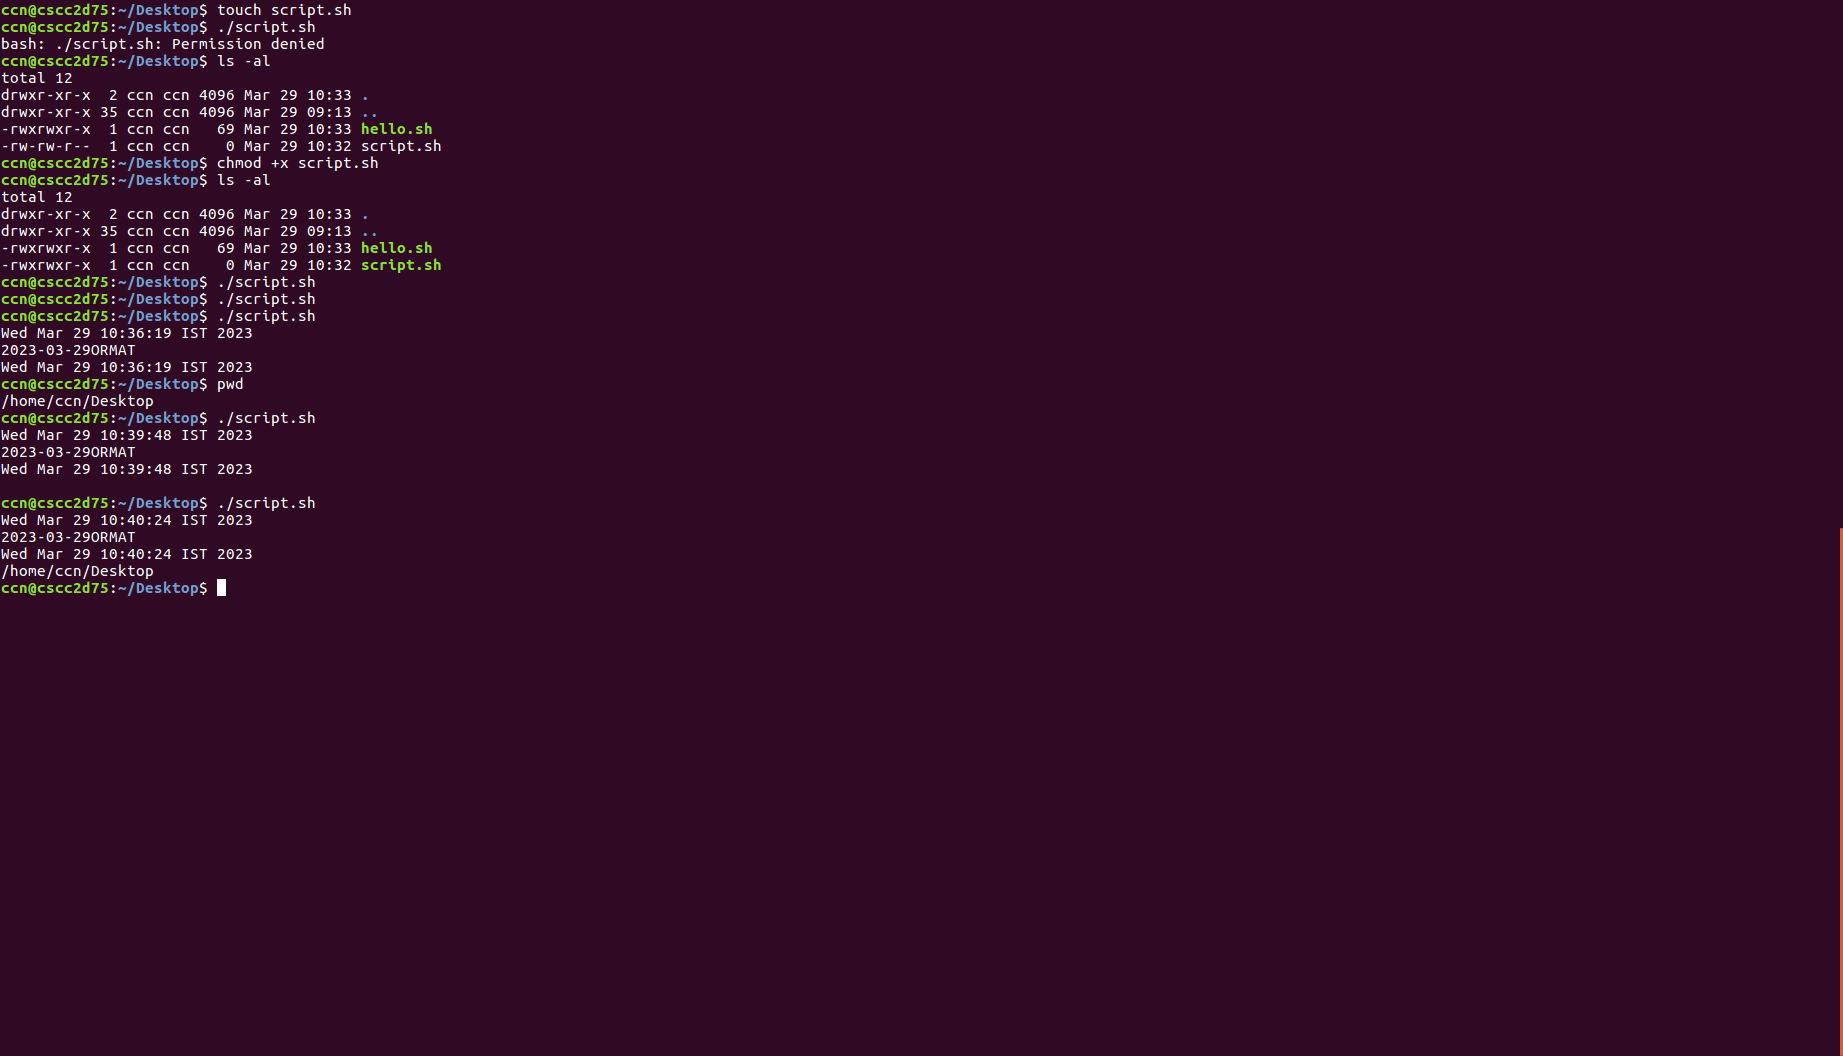 ccn@cscc2d75:~/Desktop$ touch script.sh
ccn@cscc2d75:~/Desktop$ ./script.sh
bash: ./script.sh: Permission denied
ccn@cscc2d75:~/Desktop$ ls -al
total 12
drwxr-xr-x  2 ccn ccn 4096 Mar 29 10:33 .
drwxr-xr-x 35 ccn ccn 4096 Mar 29 09:13 ..
-rwxrwxr-x  1 ccn ccn   69 Mar 29 10:33 hello.sh
-rw-rw-r--  1 ccn ccn    0 Mar 29 10:32 script.sh
ccn@cscc2d75:~/Desktop$ chmod +x script.sh
ccn@cscc2d75:~/Desktop$ ls -al
total 12
drwxr-xr-x  2 ccn ccn 4096 Mar 29 10:33 .
drwxr-xr-x 35 ccn ccn 4096 Mar 29 09:13 ..
-rwxrwxr-x  1 ccn ccn   69 Mar 29 10:33 hello.sh
-rwxrwxr-x  1 ccn ccn    0 Mar 29 10:32 script.sh
ccn@cscc2d75:~/Desktop$ ./script.sh
ccn@cscc2d75:~/Desktop$ ./script.sh
ccn@cscc2d75:~/Desktop$ ./script.sh
Wed Mar 29 10:36:19 IST 2023
2023-03-29ORMAT
Wed Mar 29 10:36:19 IST 2023
ccn@cscc2d75:~/Desktop$ pwd
/home/ccn/Desktop
ccn@cscc2d75:~/Desktop$ ./script.sh
Wed Mar 29 10:39:48 IST 2023
2023-03-29ORMAT
Wed Mar 29 10:39:48 IST 2023

ccn@cscc2d75:~/Desktop$ ./script.sh
Wed Mar 29 10:40:24 IST 2023
2023-03-29ORMAT
Wed Mar 29 10:40:24 IST 2023
/home/ccn/Desktop
ccn@cscc2d75:~/Desktop$